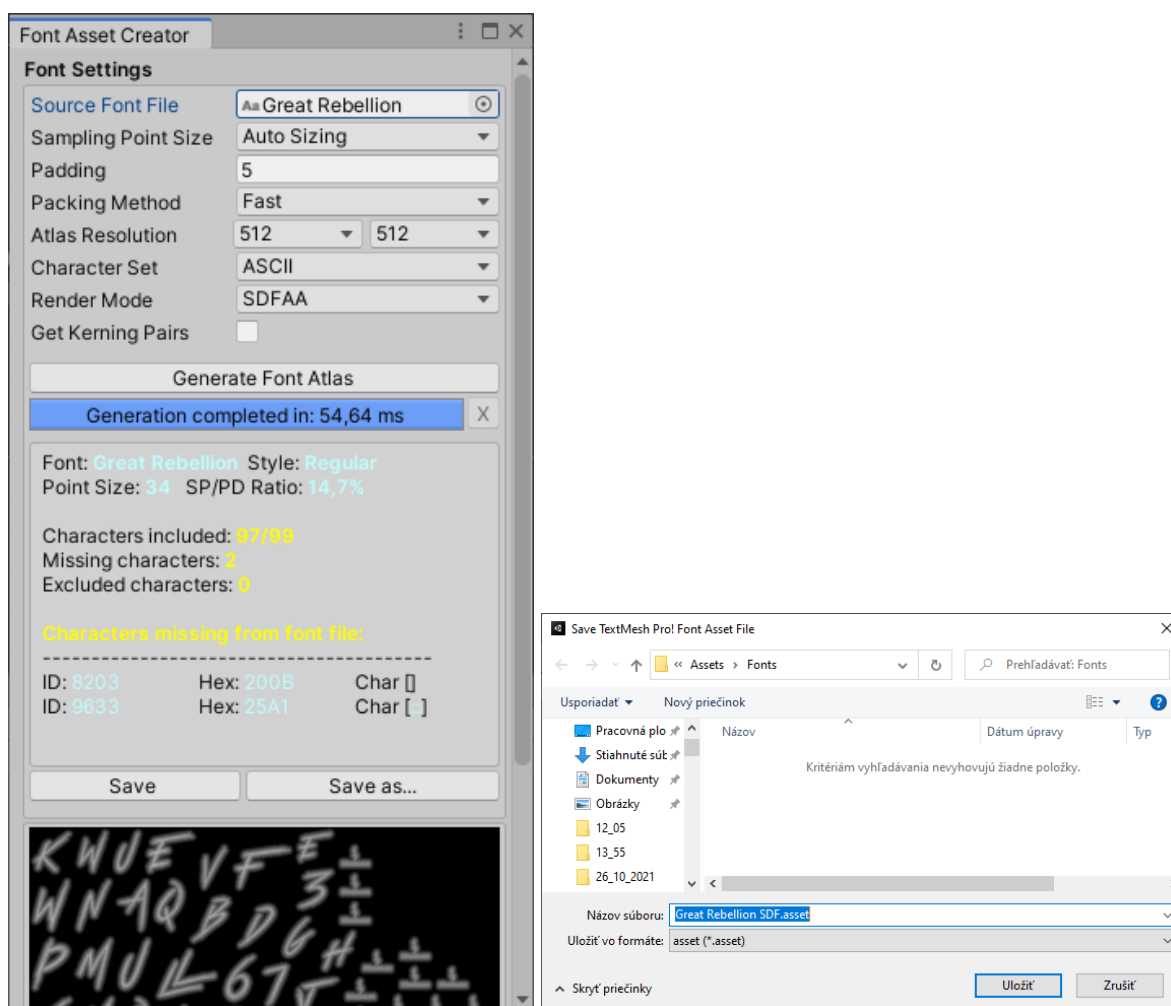 Font Asset Creator
Font Settings
Source Font File Aa Great Rebellion
Sampling Point Size Auto Sizing
Padding 5
Packing Method Fast
Atlas Resolution 512 512
Character Set ASCII
Render Mode SDFAA
Get Kerning Pairs
Generate Font Atlas
Generation completed in: 54,64 ms X
Font: Great Rebellion Style: Regular
Point Size: 34 SP/PD Ratio: 14,7%
Characters included: 97/99
Missing characters: 2
Excluded characters: 0
Characters missing from font file:
----------------------------------------
ID: 8203 Hex: 200B Char []
ID: 9633 Hex: 25A1 Char [□]
Save Save as...
K W U E V F E
W N A Q B D 3
P M U 6 7 G H
Save TextMesh Pro! Font Asset File
« Assets › Fonts
Prehľadávať: Fonts
Usporiadať Nový priečinok
Názov Dátum úpravy Typ
Kritériám vyhľadávania nevyhovujú žiadne položky.
Pracovná plo
Stiahnuté súb
Dokumenty
Obrázky
12_05
13_55
26_10_2021
Názov súboru: Great Rebellion SDF.asset
Uložiť vo formáte: asset (*.asset)
Skryť priečinky Uložiť Zrušiť